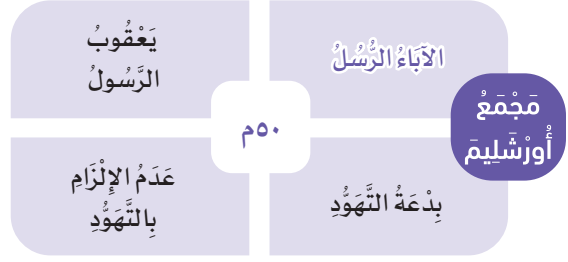 مَجْمَعُ
أُورْشَلِيمَ
الآبَاءُ الرُّسُلُ
يَعْقُوبُ
الرَّسُولُ
٥٠م
بِدْعَةُ التَّهَوُّدِ
عَدَمُ الإِلْزَامِ
بِالتَّهَوُّدِ